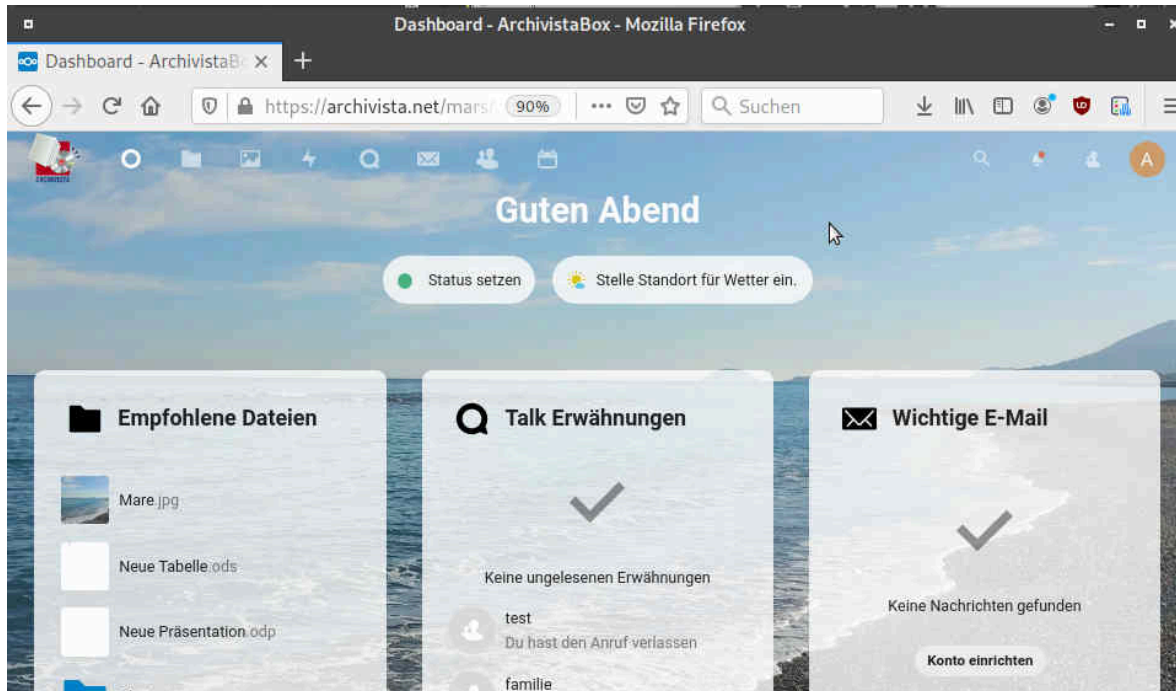 Dashboard - ArchivistaBox - Mozilla Firefox
Dashboard - ArchivistaB
https://archivista.net/mars/
90%
Suchen
ARCHIVISTA
A
Guten Abend
Status setzen
Stelle Standort für Wetter ein.
Empfohlene Dateien
Mare.jpg
Neue Tabelle.ods
Neue Präsentation.odp
Talk Erwähnungen
Keine ungelesenen Erwähnungen
test
Du hast den Anruf verlassen
familie
Wichtige E-Mail
Keine Nachrichten gefunden
Konto einrichten